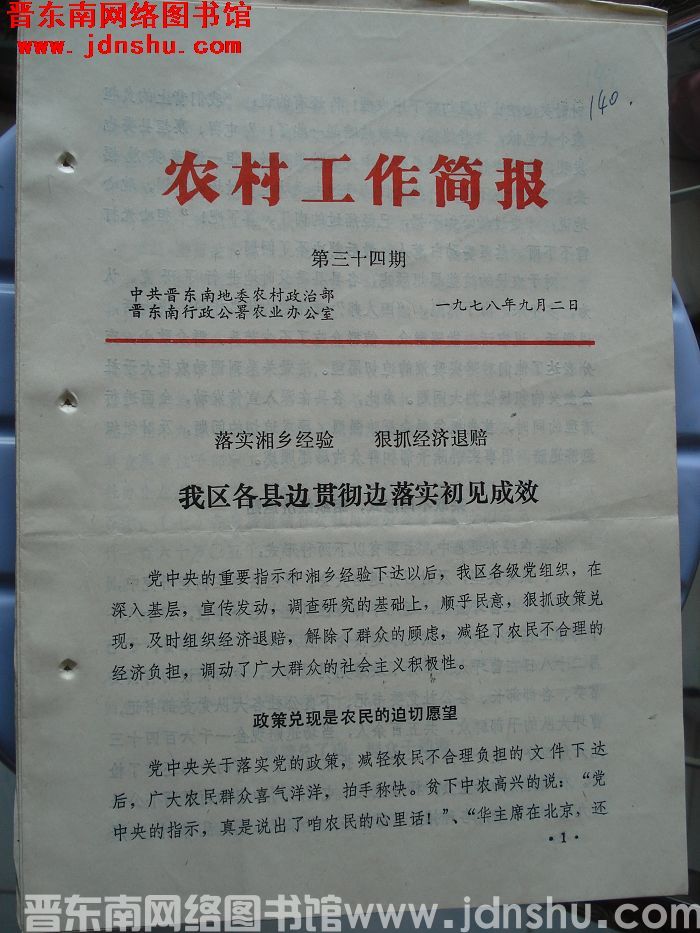 晋东南网络图书馆
www.jdnshu.com
140.
农村工作简报
第三十四期
中共晋东南地委农村政治部
晋东南行政公署农业办公室
一九七八年九月二日
落实湘乡经验 狠抓经济退赔
我区各县边贯彻边落实初见成效
党中央的重要指示和湘乡经验下达以后，我区各级党组织，在
深入基层，宣传发动，调查研究的基础上，顺乎民意，狠抓政策兑
现，及时组织经济退赔，解除了群众的顾虑，减轻了农民不合理的
经济负担，调动了广大群众的社会主义积极性。
政策兑现是农民的迫切愿望
党中央关于落实党的政策，减轻农民不合理负担的文件下达
后，广大农民群众喜气洋洋，拍手称快。贫下中农高兴的说：“党
中央的指示，真是说出了咱农民的心里话！”、“华主席在北京，还
·1·
晋东南网络图书馆 www.jdnshu.com